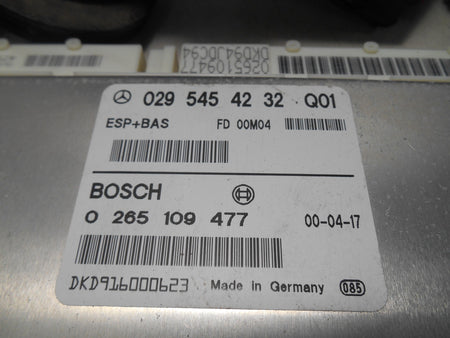 0265109477
DKD94JDC94
029 545 42 32 Q01
ESP+BAS FD 00M04
BOSCH
0 265 109 477 00-04-17
DKD916000623 Made in Germany 085